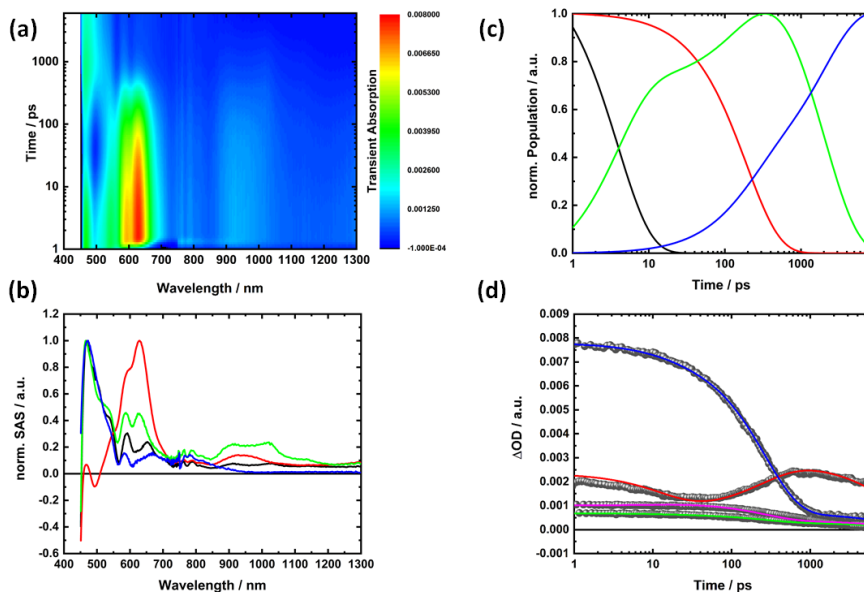 (a)
Time / ps
1000
100
10
1
400 500 600 700 800 900 1000 1100 1200 1300
Wavelength / nm
0.008000
0.006650
0.005300
0.003950
0.002600
0.001250
-1.000E-04
Transient Absorption
(c)
norm. Population / a.u.
1.0
0.8
0.6
0.4
0.2
0.0
1 10 100 1000
Time / ps
(b)
norm. SAS / a.u.
1.2
1.0
0.8
0.6
0.4
0.2
0.0
-0.2
-0.4
-0.6
400 500 600 700 800 900 1000 1100 1200 1300
Wavelength / nm
(d)
ΔOD / a.u.
0.009
0.008
0.007
0.006
0.005
0.004
0.003
0.002
0.001
0.000
-0.001
1 10 100 1000
Time / ps